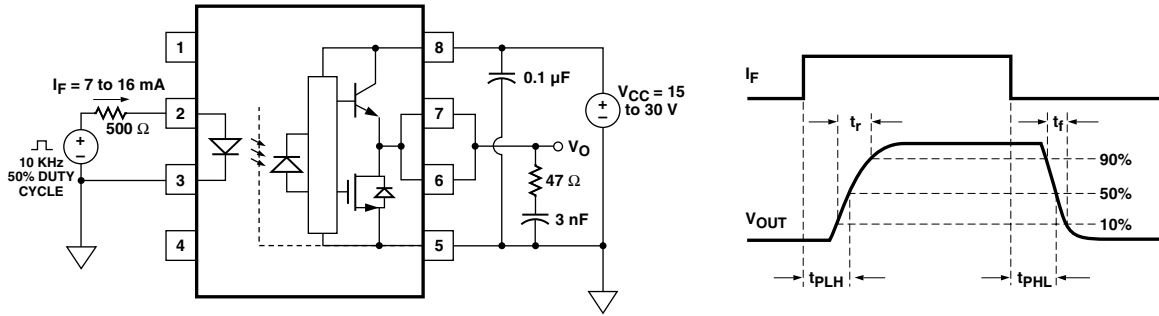 I_F = 7 to 16 mA
500 Ω
10 KHz
50% DUTY
CYCLE
1
2
3
4
8
7
6
5
0.1 µF
V_CC = 15
to 30 V
V_O
47 Ω
3 nF
I_F
t_r
t_f
90%
50%
10%
V_OUT
t_PLH
t_PHL